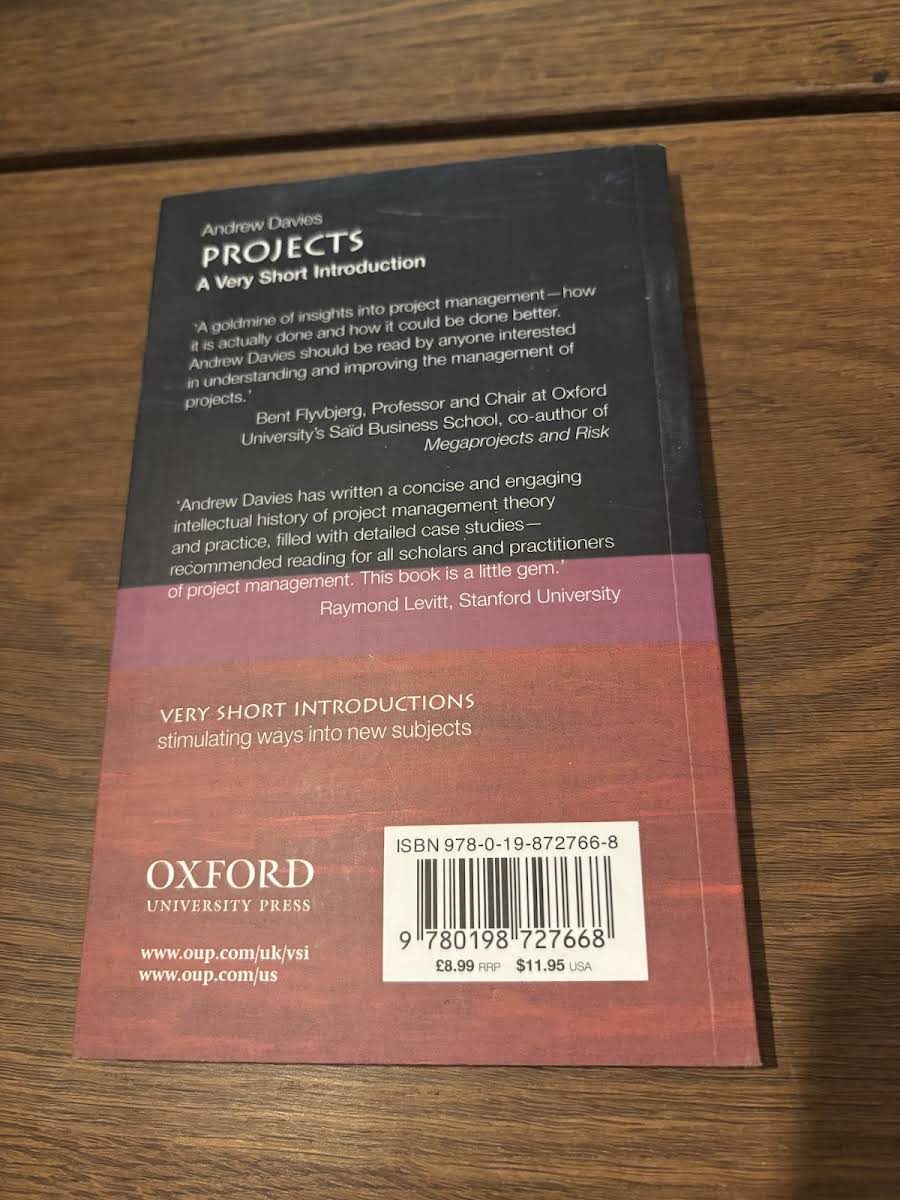 Andrew Davies
PROJECTS
A Very Short Introduction
‘A goldmine of insights into project management—how
it is actually done and how it could be done better.
Andrew Davies should be read by anyone interested
in understanding and improving the management of
projects.’
Bent Flyvbjerg, Professor and Chair at Oxford
University's Saïd Business School, co-author of
Megaprojects and Risk
‘Andrew Davies has written a concise and engaging
intellectual history of project management theory
and practice, filled with detailed case studies—
recommended reading for all scholars and practitioners
of project management. This book is a little gem.’
Raymond Levitt, Stanford University
VERY SHORT INTRODUCTIONS
stimulating ways into new subjects
OXFORD
UNIVERSITY PRESS
www.oup.com/uk/vsi
www.oup.com/us
ISBN 978-0-19-872766-8
9 780198 727668
£8.99 RRP $11.95 USA